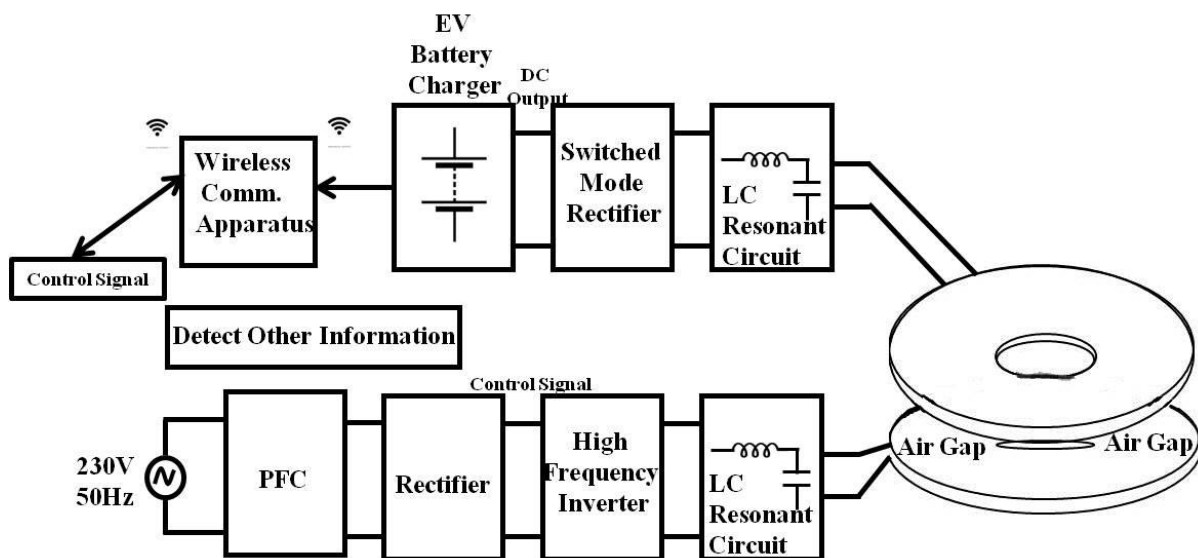 EV
Battery
Charger
DC
Output
Wireless
Comm.
Apparatus
Switched
Mode
Rectifier
LC
Resonant
Circuit
Control Signal
Detect Other Information
Control Signal
230V
50Hz
PFC
Rectifier
High
Frequency
Inverter
LC
Resonant
Circuit
Air Gap
Air Gap